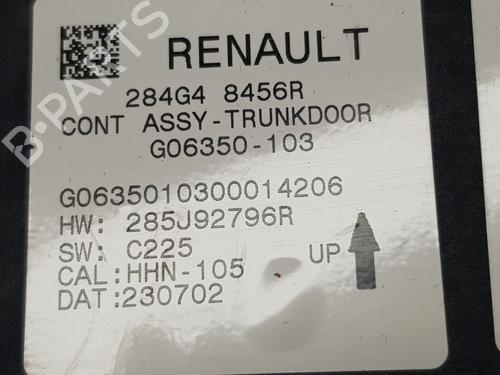 RENAULT
284G4 8456R
CONT ASSY-TRUNKDOOR
G06350-103
G0635010300014206
HW: 285J92796R
SW: C225
CAL:HHN-105
UP
DAT:230702
B-PARTS